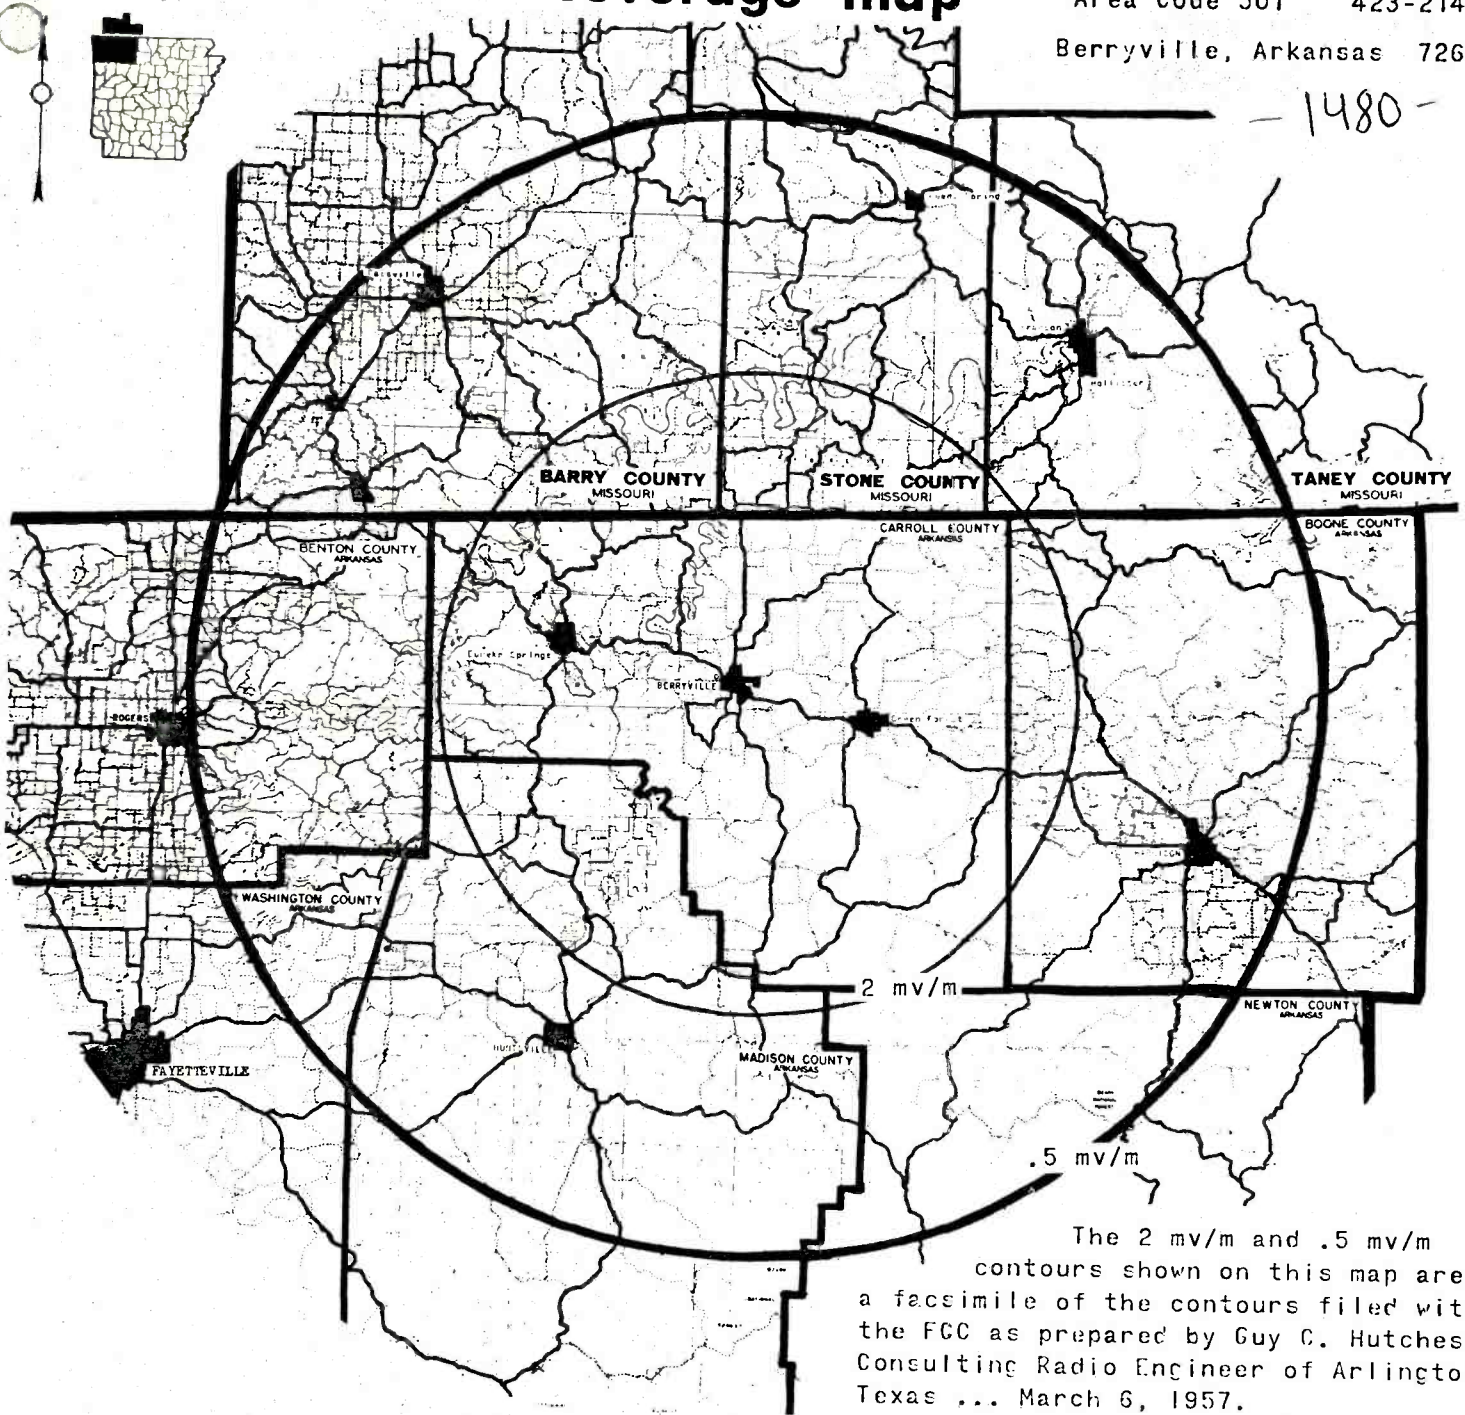 coverage map
Area Code 501 423-214
Berryville, Arkansas 726
- 1480 -
BARRY COUNTY
MISSOURI
STONE COUNTY
MISSOURI
TANEY COUNTY
MISSOURI
CARROLL COUNTY
ARKANSAS
BOONE COUNTY
ARKANSAS
BENTON COUNTY
ARKANSAS
Eureka Springs
BERRYVILLE
ROGERS
WASHINGTON COUNTY
ARKANSAS
2 mv/m
NEWTON COUNTY
ARKANSAS
HUNTSVILLE
MADISON COUNTY
ARKANSAS
FAYETTEVILLE
Hollister
.5 mv/m
The 2 mv/m and .5 mv/m
contours shown on this map are
a facsimile of the contours filed wit
the FCC as prepared by Guy C. Hutches
Consulting Radio Engineer of Arlingto
Texas ... March 6, 1957.